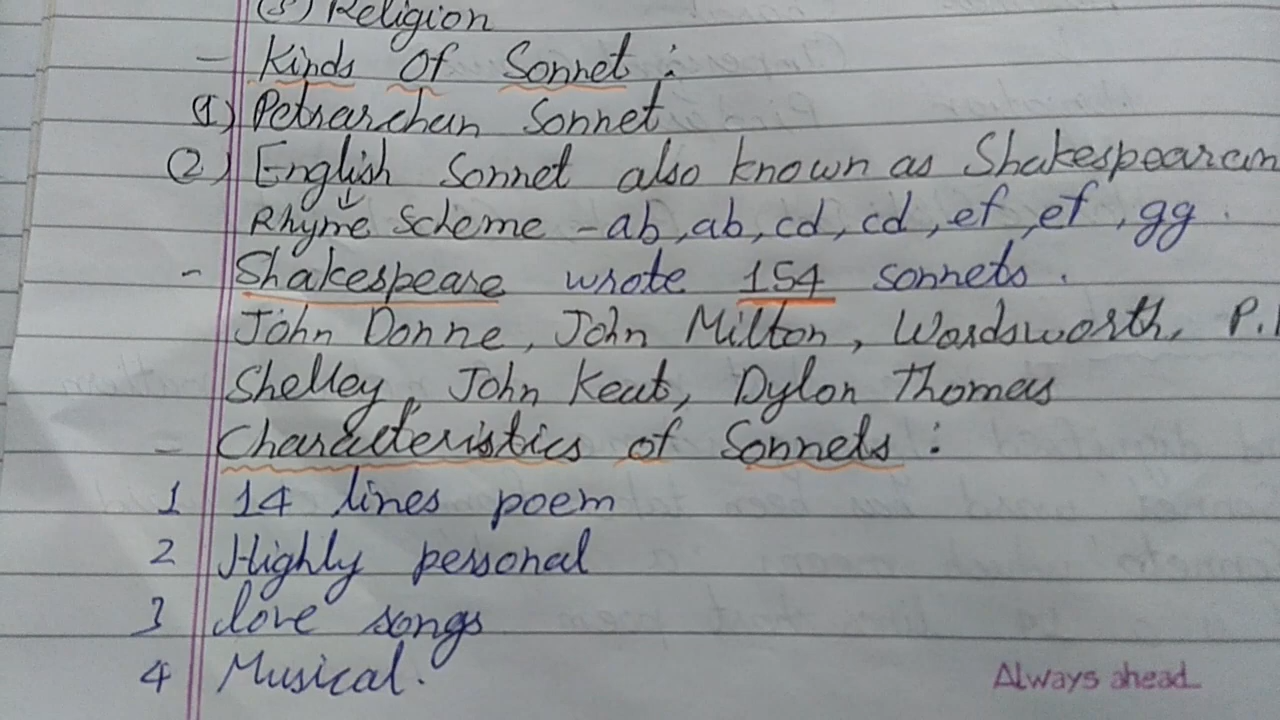 (3) Religion
- Kinds Of Sonnet :
(1) Petrarchan Sonnet
(2) English Sonnet also known as Shakespearean
↓
Rhyme Scheme - ab, ab, cd, cd, ef, ef, gg.
- Shakespeare wrote 154 sonnets.
John Donne, John Milton, Wordsworth, P.
Shelley, John Keat, Dylon Thomas
- Characteristics of Sonnets :
1 14 lines poem
2 Highly personal
3 love songs
4 Musical.
Always ahead